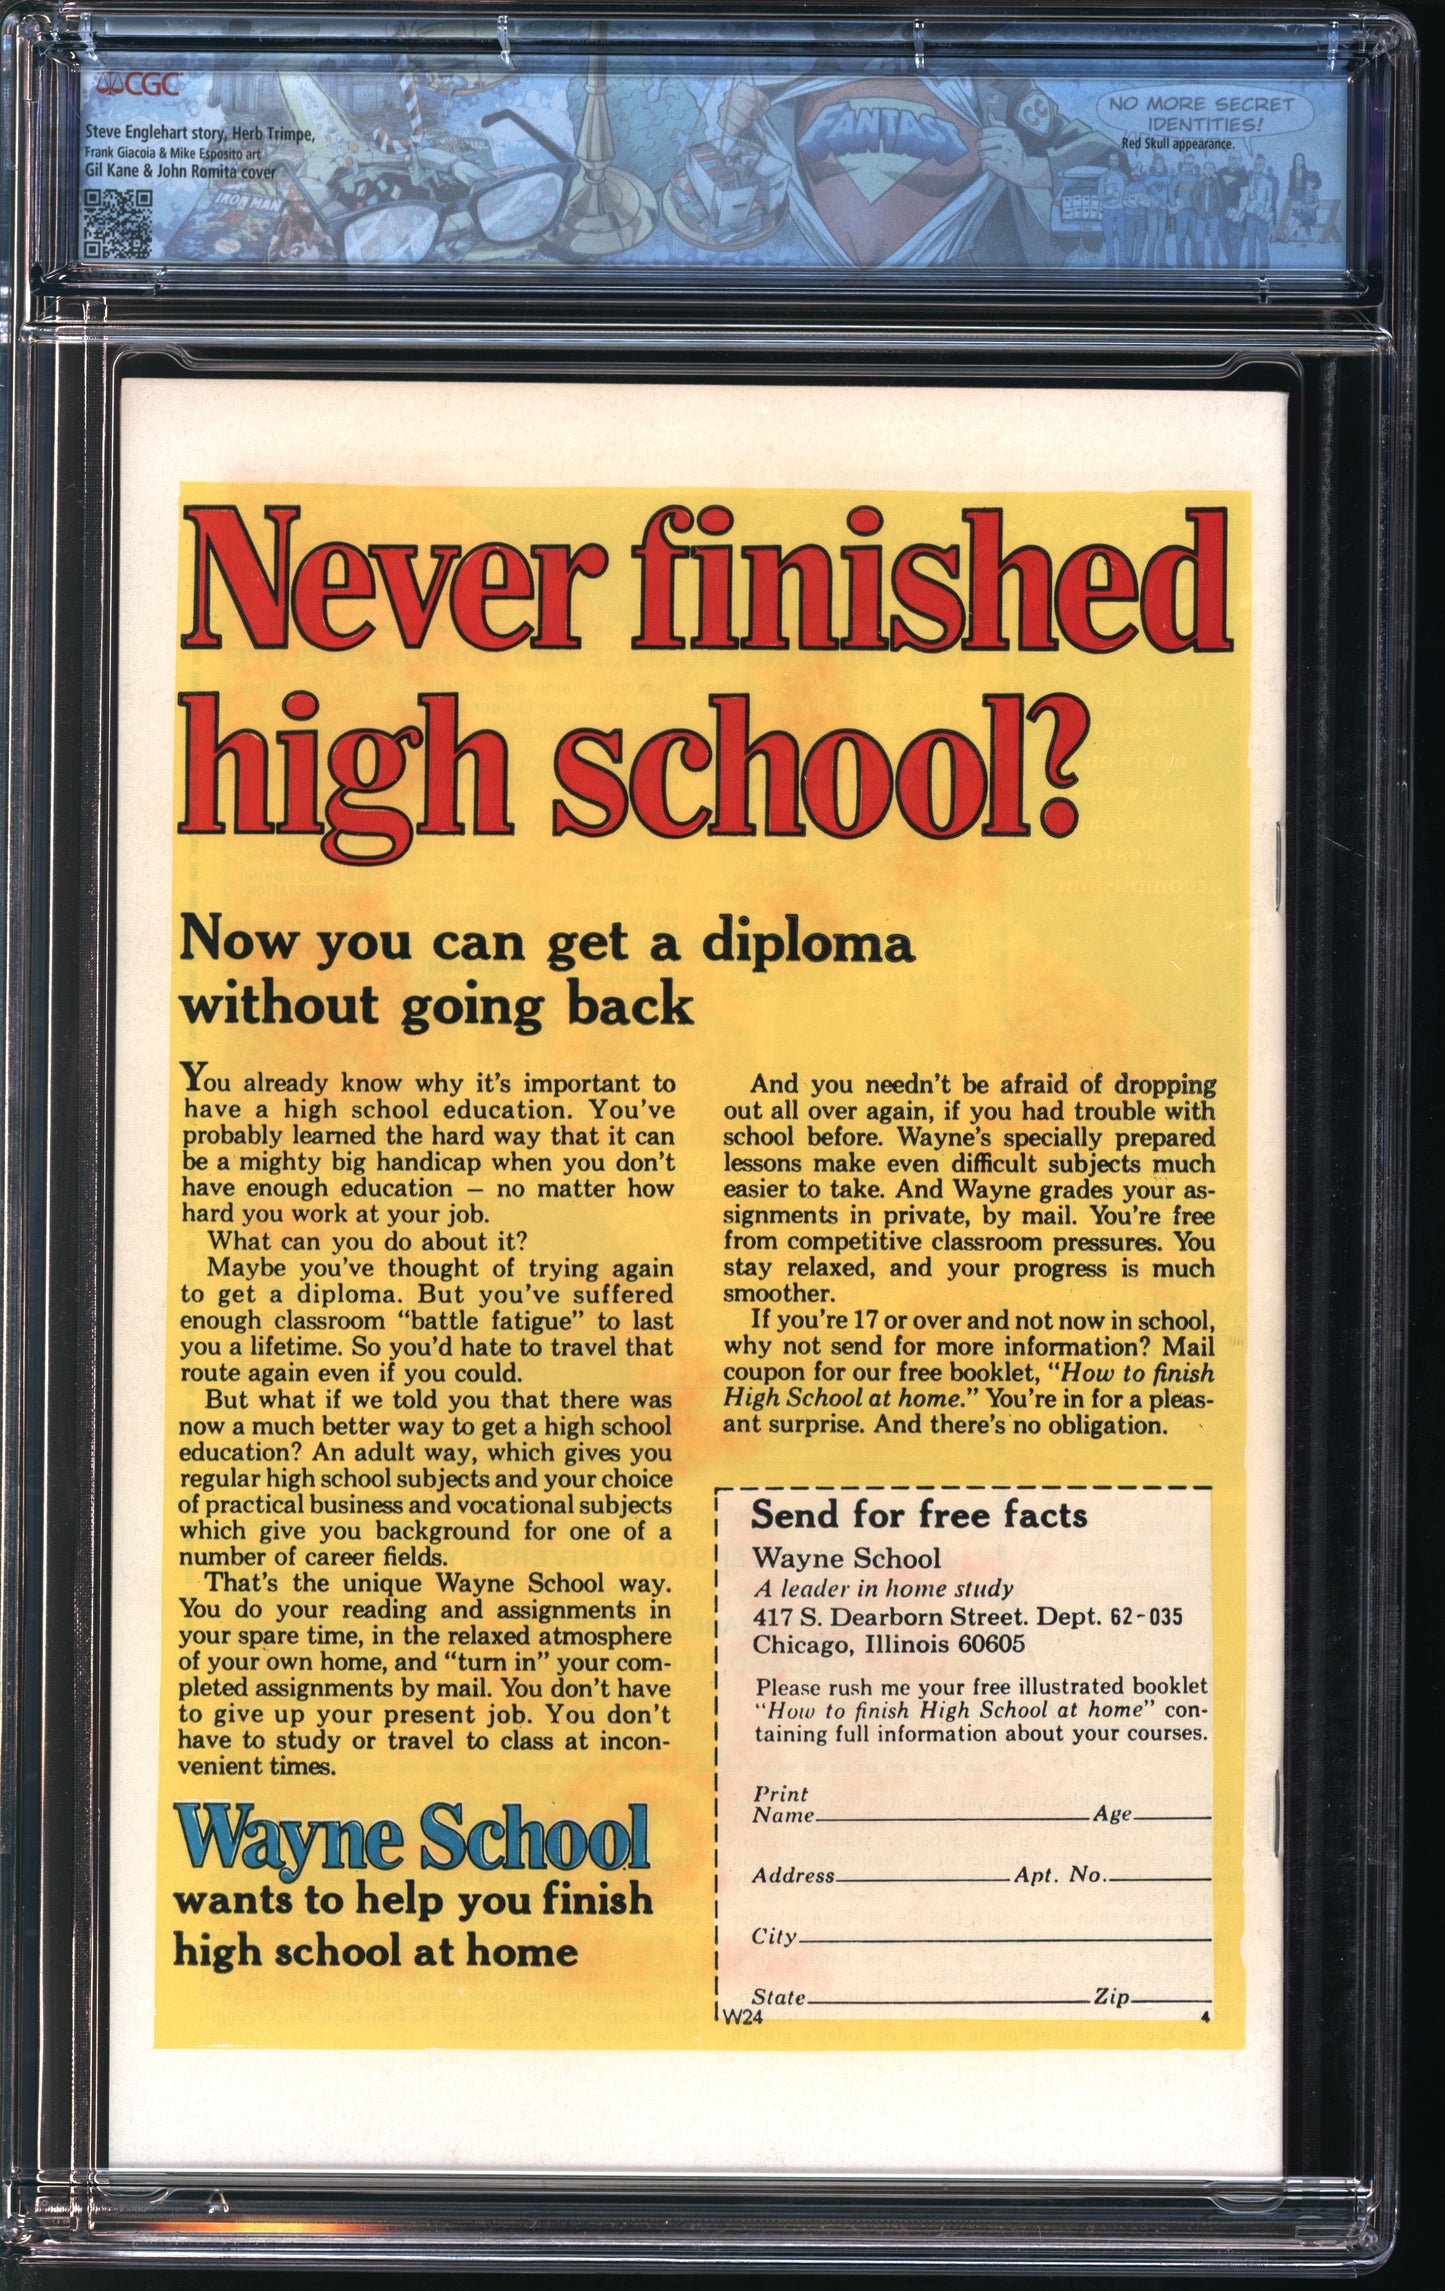 CGC
Steve Englehart story, Herb Trimpe,
Frank Giacoia & Mike Esposito art
Gil Kane & John Romita cover
IRON MAN
FANTAST
CC
NO MORE SECRET
IDENTITIES!
Red Skull appearance.
Never finished
high school?
Now you can get a diploma
without going back
You already know why it's important to
have a high school education. You've
probably learned the hard way that it can
be a mighty big handicap when you don't
have enough education – no matter how
hard you work at your job.
What can you do about it?
Maybe you've thought of trying again
to get a diploma. But you've suffered
enough classroom “battle fatigue” to last
you a lifetime. So you'd hate to travel that
route again even if you could.
But what if we told you that there was
now a much better way to get a high school
education? An adult way, which gives you
regular high school subjects and your choice
of practical business and vocational subjects
which give you background for one of a
number of career fields.
That's the unique Wayne School way.
You do your reading and assignments in
your spare time, in the relaxed atmosphere
of your own home, and “turn in” your com-
pleted assignments by mail. You don't have
to give up your present job. You don't
have to study or travel to class at incon-
venient times.
Wayne School
wants to help you finish
high school at home
And you needn't be afraid of dropping
out all over again, if you had trouble with
school before. Wayne's specially prepared
lessons make even difficult subjects much
easier to take. And Wayne grades your as-
signments in private, by mail. You're free
from competitive classroom pressures. You
stay relaxed, and your progress is much
smoother.
If you're 17 or over and not now in school,
why not send for more information? Mail
coupon for our free booklet, “How to finish
High School at home.” You're in for a pleas-
ant surprise. And there's no obligation.
Send for free facts
Wayne School
A leader in home study
417 S. Dearborn Street. Dept. 62-035
Chicago, Illinois 60605
Please rush me your free illustrated booklet
“How to finish High School at home” con-
taining full information about your courses.
Print
Name Age
Address Apt. No.
City
State Zip
W24 4